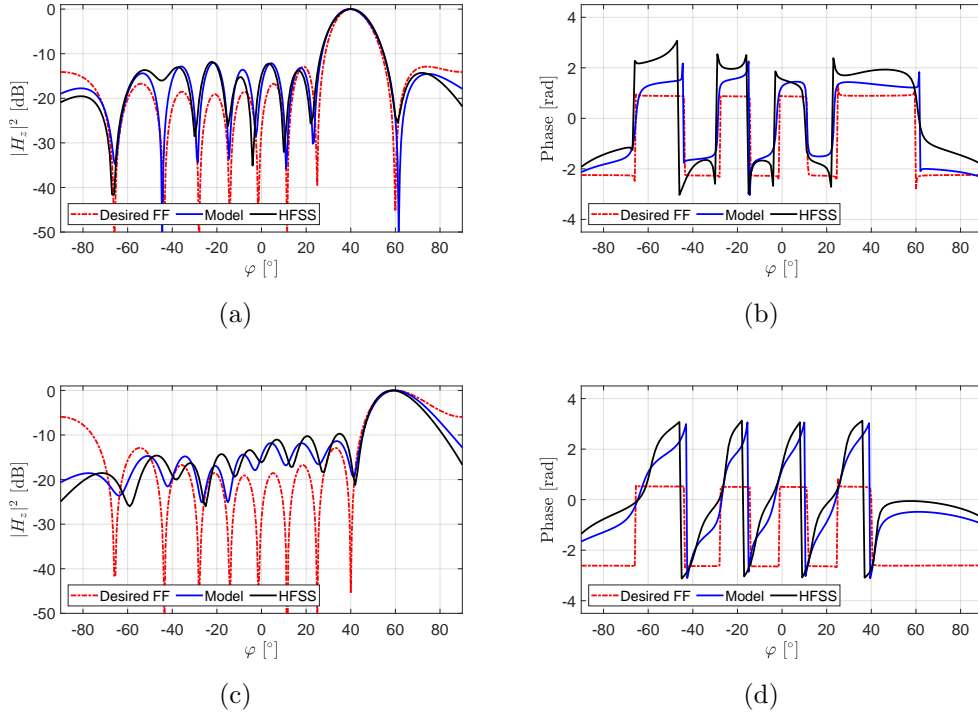 0
-10
-20
-30
-40
-50
|H_z|² [dB]
Desired FF Model HFSS
-80 -60 -40 -20 0 20 40 60 80
φ [°]
(a)
4
2
0
-2
-4
Phase [rad]
Desired FF Model HFSS
-80 -60 -40 -20 0 20 40 60 80
φ [°]
(b)
0
-10
-20
-30
-40
-50
|H_z|² [dB]
Desired FF Model HFSS
-80 -60 -40 -20 0 20 40 60 80
φ [°]
(c)
4
2
0
-2
-4
Phase [rad]
Desired FF Model HFSS
-80 -60 -40 -20 0 20 40 60 80
φ [°]
(d)